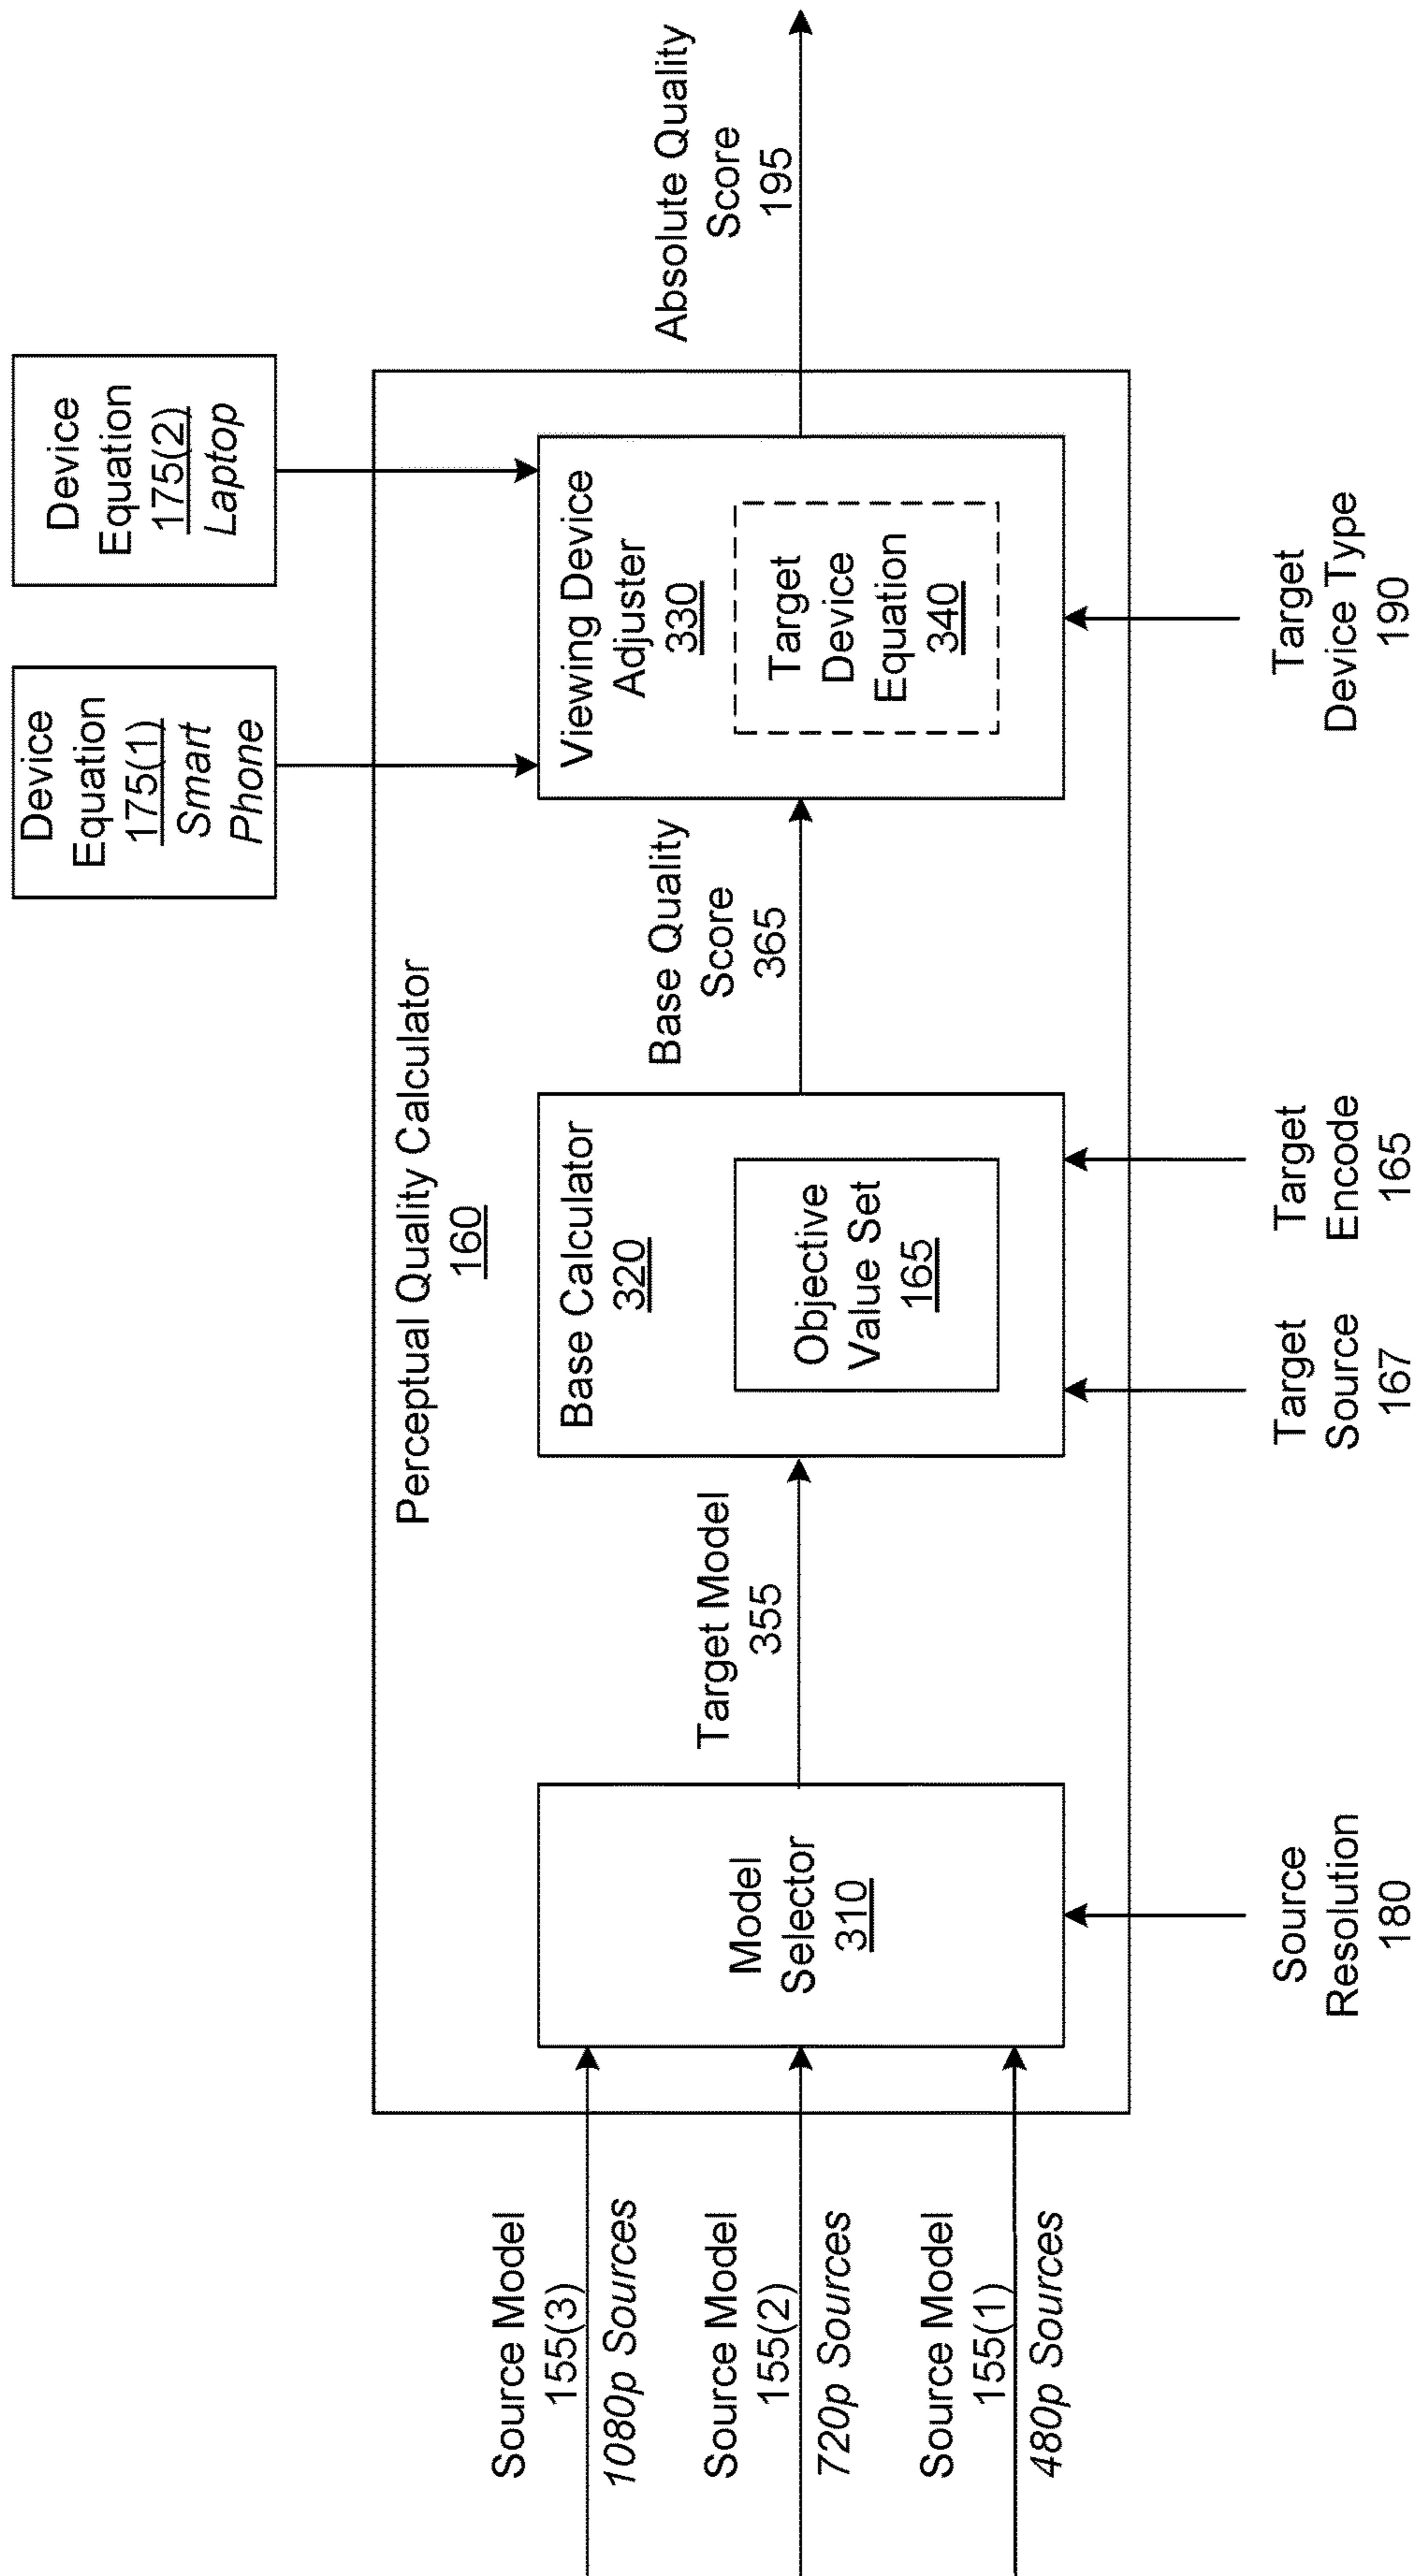 Device
Equation
175(1)
Smart
Phone
Device
Equation
175(2)
Laptop
Perceptual Quality Calculator
160
Source Model
155(3)
1080p Sources
Source Model
155(2)
720p Sources
Source Model
155(1)
480p Sources
Model
Selector
310
Target Model
355
Base Calculator
320
Objective
Value Set
165
Base Quality
Score
365
Viewing Device
Adjuster
330
Target
Device
Equation
340
Absolute Quality
Score
195
Source
Resolution
180
Target
Source
167
Target
Encode
165
Target
Device Type
190